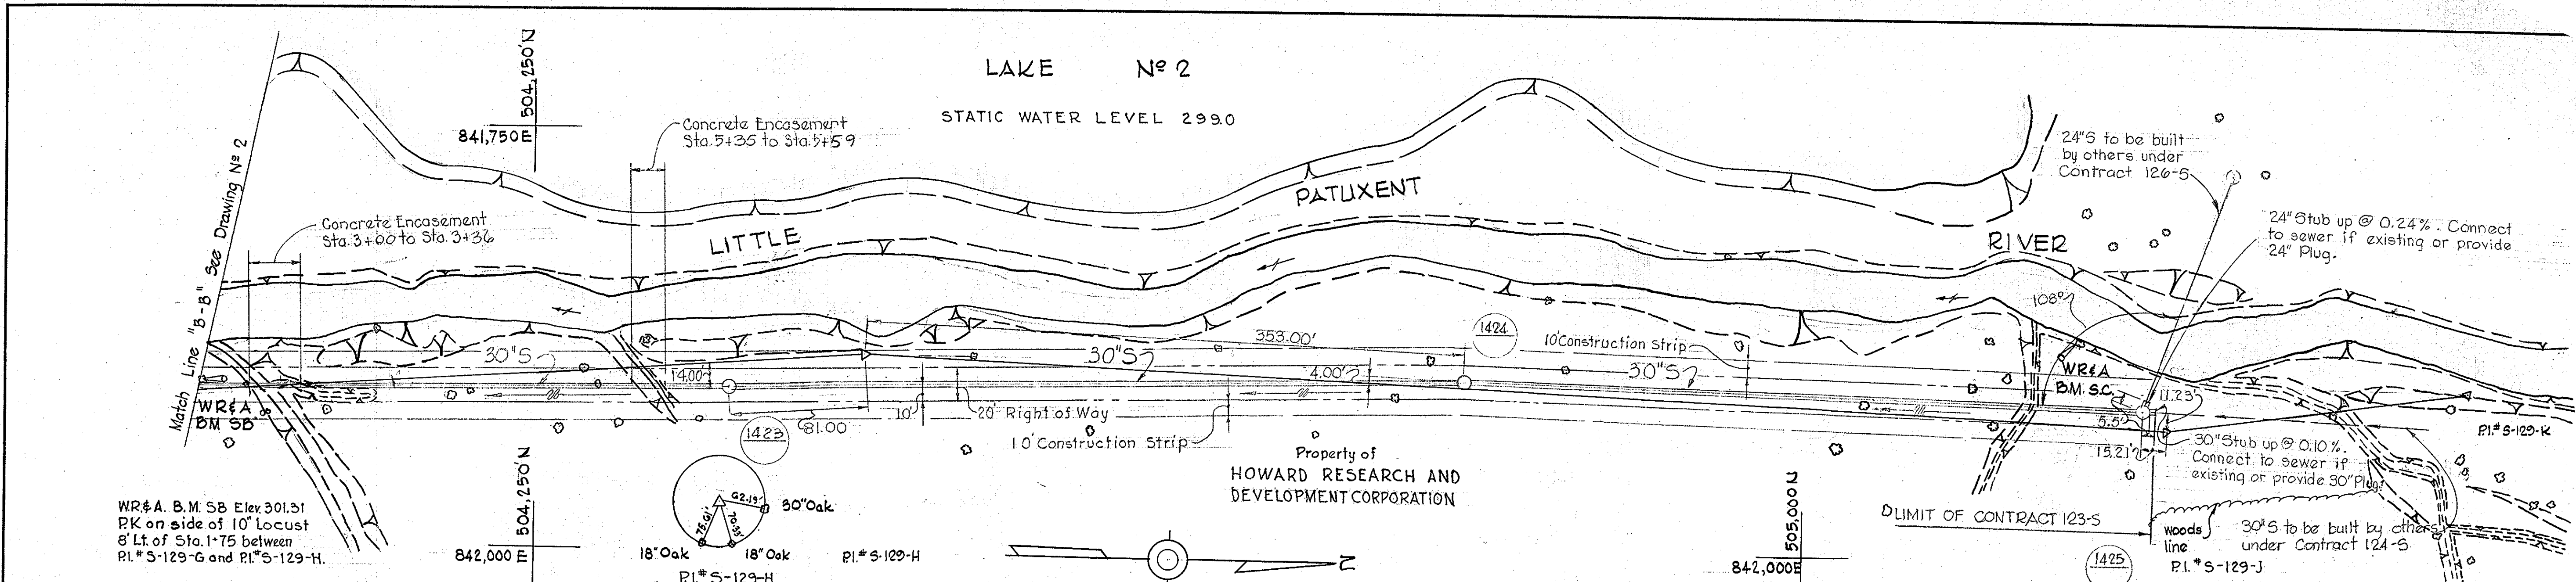 LAKE Nº 2
STATIC WATER LEVEL 299.0
504,250'N
841,750E
Match Line "B-B" See Drawing Nº 2
Concrete Encasement
Sta. 3+00 to Sta. 3+36
Concrete Encasement
Sta. 5+35 to Sta. 5+59
LITTLE
PATUXENT
RIVER
24"S to be built
by others under
Contract 126-S
24" Stub up @ 0.24%. Connect
to sewer if existing or provide
24" Plug.
108°
30"S
14.00'
30"S
353.00'
1424
4.00'
10' Construction Strip
30"S
WR&A
B.M. S.C.
11.23'
5.5'
15.21'
WR&A
BM SB
1423
81.00
10'
20' Right of Way
10' Construction Strip
Property of
HOWARD RESEARCH AND
DEVELOPMENT CORPORATION
30" Stub up @ 0.10%.
Connect to sewer if
existing or provide 30" Plug.
P.I.# S-129-K
W.R.&A. B.M. SB Elev. 301.31
P.K on side of 10" Locust
8' Lt. of Sta. 1+75 between
P.I.# S-129-G and P.I.# S-129-H.
504,250'N
842,000 E
62.19'
75.61'
70.35'
30" Oak
18" Oak
18" Oak
P.I.# S-129-H
P.I.# S-129-H
N
505,000N
842,000E
LIMIT OF CONTRACT 123-S
woods
line
30"S to be built by others
under Contract 124-S
1425
P.I.# S-129-J